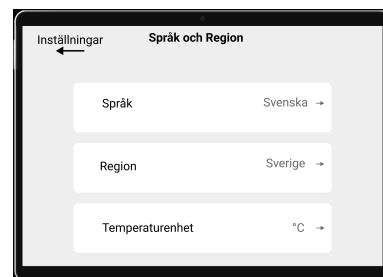 Inställningar
Språk och Region
Språk
Svenska →
Region
Sverige →
Temperaturenhet
°C →